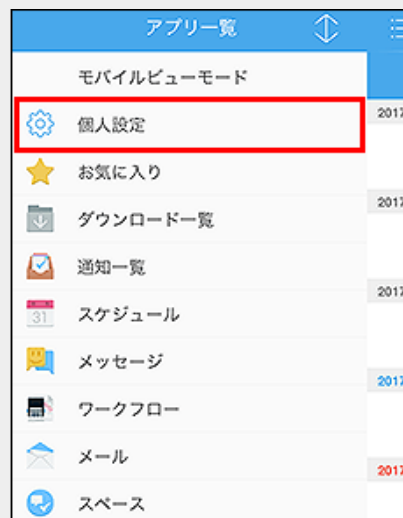 アプリ一覧
モバイルビューモード
個人設定
2017
お気に入り
2017
ダウンロード一覧
通知一覧
2017
31
スケジュール
メッセージ
2017
ワークフロー
メール
2017
スペース